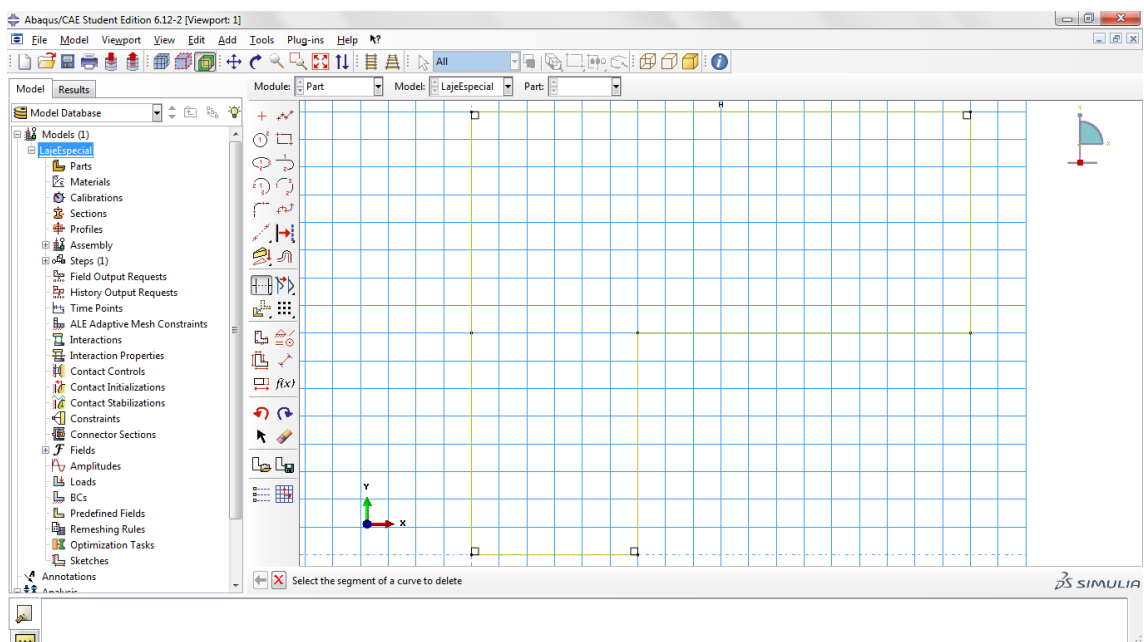 Abaqus/CAE Student Edition 6.12-2 [Viewport: 1]
File Model Viewport View Edit Add Tools Plug-ins Help
All
Model Results Module: Part Model: LajeEspecial Part:
Model Database
Models (1)
LajeEspecial
Parts
Materials
Calibrations
Sections
Profiles
Assembly
Steps (1)
Field Output Requests
History Output Requests
Time Points
ALE Adaptive Mesh Constraints
Interactions
Interaction Properties
Contact Controls
Contact Initializations
Contact Stabilizations
Constraints
Connector Sections
Fields
Amplitudes
Loads
BCs
Predefined Fields
Remeshing Rules
Optimization Tasks
Sketches
Annotations
Analysis
f(x)
H
Y
X
Y
X
Select the segment of a curve to delete
SIMULIA